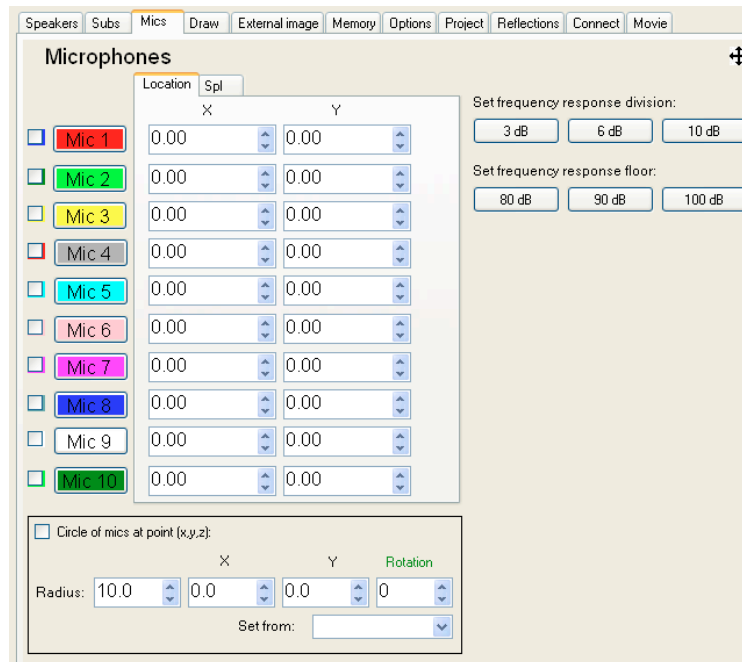 Speakers Subs Mics Draw External image Memory Options Project Reflections Connect Movie
Microphones
Location Spl
X Y
Mic 1 0.00 0.00
Mic 2 0.00 0.00
Mic 3 0.00 0.00
Mic 4 0.00 0.00
Mic 5 0.00 0.00
Mic 6 0.00 0.00
Mic 7 0.00 0.00
Mic 8 0.00 0.00
Mic 9 0.00 0.00
Mic 10 0.00 0.00
Set frequency response division:
3 dB 6 dB 10 dB
Set frequency response floor:
80 dB 90 dB 100 dB
Circle of mics at point (x,y,z):
X Y Rotation
Radius: 10.0 0.0 0.0 0
Set from: